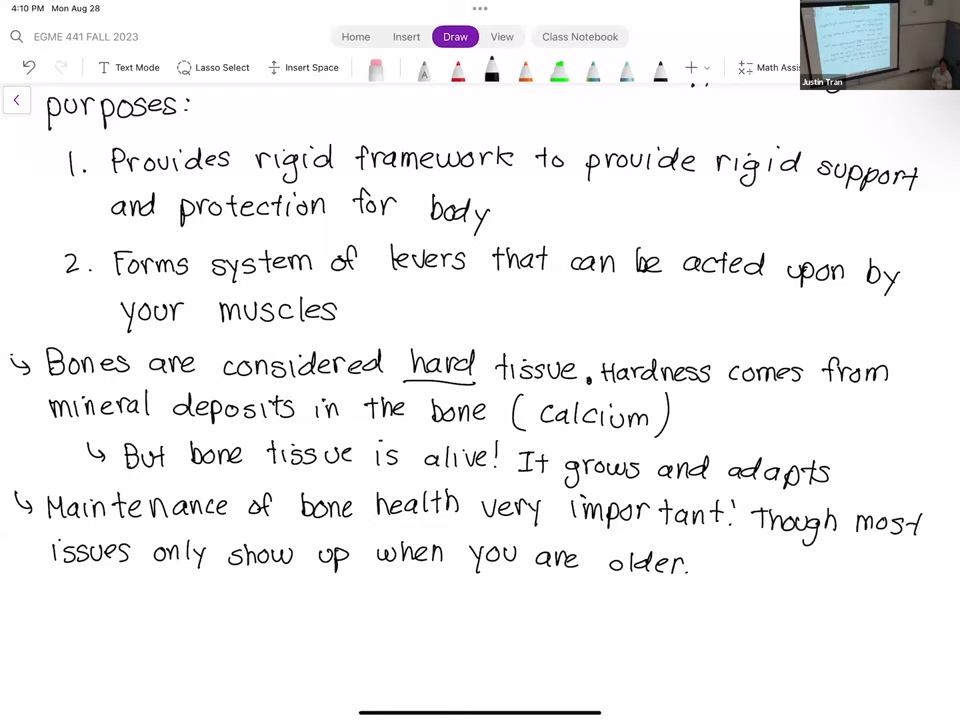 4:10 PM Mon Aug 28
EGME 441 FALL 2023
Home Insert Draw View Class Notebook
Text Mode Lasso Select Insert Space Math Assis
Justin Tran
purposes:
1. Provides rigid framework to provide rigid support
and protection for body
2. Forms system of levers that can be acted upon by
your muscles
↳ Bones are considered hard tissue. Hardness comes from
mineral deposits in the bone (calcium)
↳ But bone tissue is alive! It grows and adapts
↳ Maintenance of bone health very important! Though most
issues only show up when you are older.